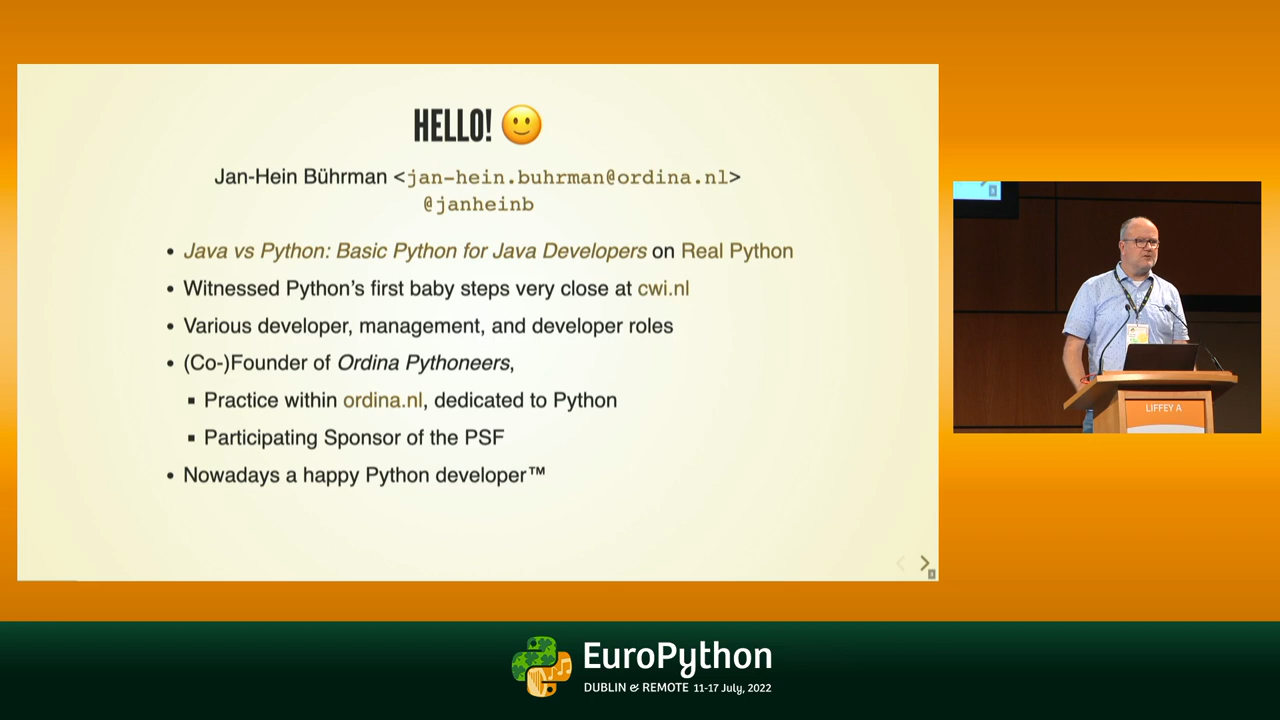 HELLO! 🙂
Jan-Hein Bührman <jan-hein.buhrman@ordina.nl>
@janheinb
• Java vs Python: Basic Python for Java Developers on Real Python
• Witnessed Python’s first baby steps very close at cwi.nl
• Various developer, management, and developer roles
• (Co-)Founder of Ordina Pythoneers,
▪ Practice within ordina.nl, dedicated to Python
▪ Participating Sponsor of the PSF
• Nowadays a happy Python developer™
LIFFEY A
EuroPython
DUBLIN & REMOTE 11-17 July, 2022